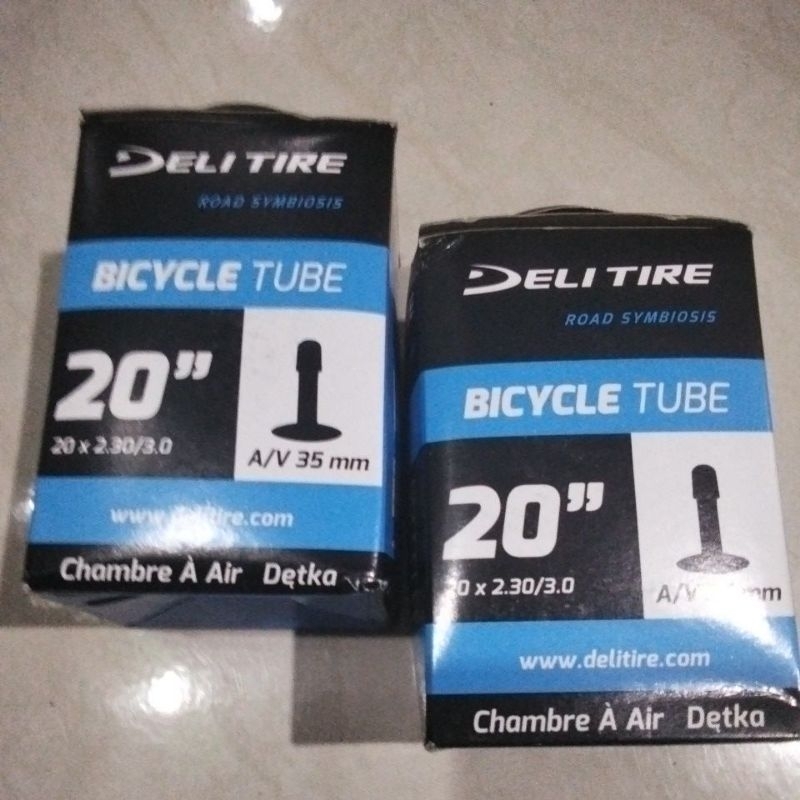 DELI TIRE
ROAD SYMBIOSIS
BICYCLE TUBE
20”
20 x 2.30/3.0
A/V 35 mm
www.delitire.com
Chambre À Air Dętka
DELI TIRE
ROAD SYMBIOSIS
BICYCLE TUBE
20”
20 x 2.30/3.0
A/V mm
www.delitire.com
Chambre À Air Dętka